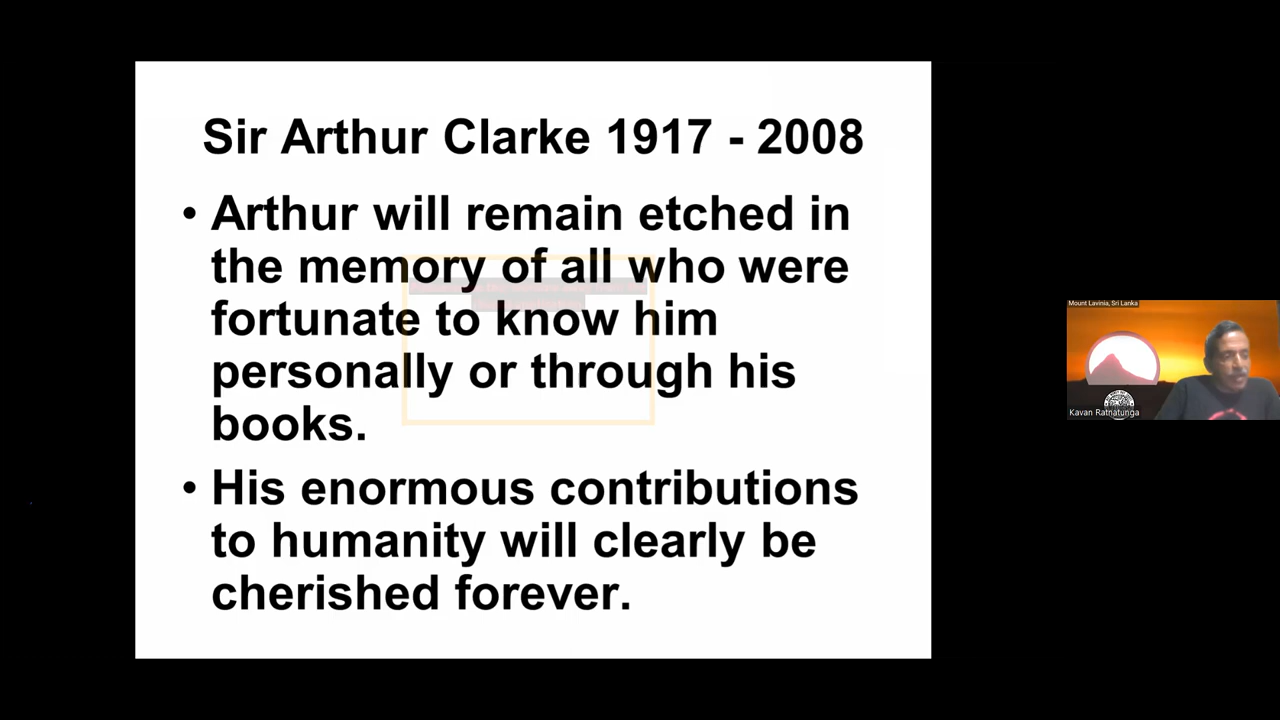 Sir Arthur Clarke 1917 - 2008
• Arthur will remain etched in
the memory of all who were
fortunate to know him
personally or through his
books.
• His enormous contributions
to humanity will clearly be
cherished forever.
Mount Lavinia, Sri Lanka
Kavan Ratnatunga